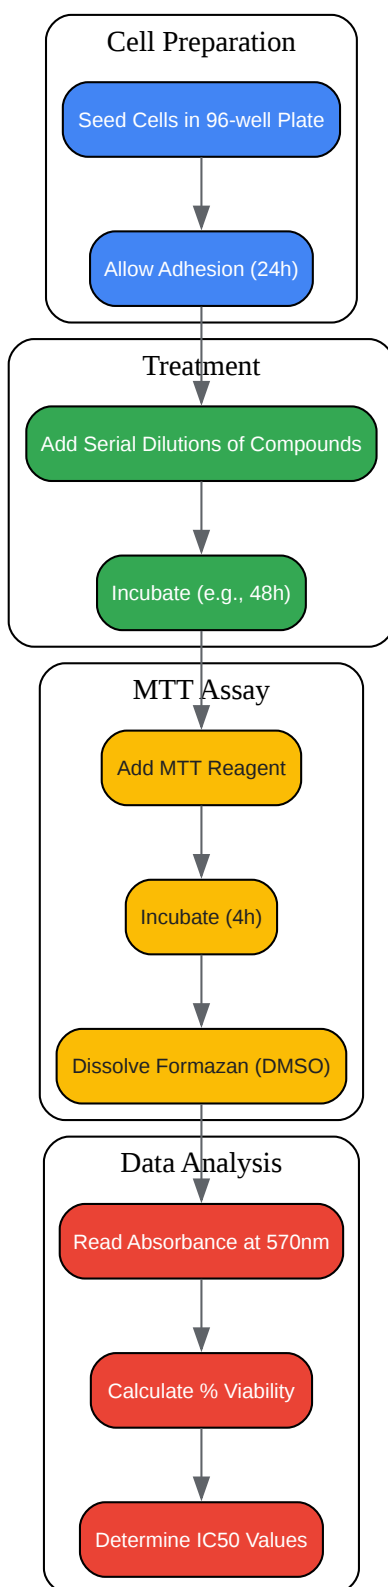 Cell Preparation
Seed Cells in 96-well Plate
Allow Adhesion (24h)
Treatment
Add Serial Dilutions of Compounds
Incubate (e.g., 48h)
MTT Assay
Add MTT Reagent
Incubate (4h)
Dissolve Formazan (DMSO)
Data Analysis
Read Absorbance at 570nm
Calculate % Viability
Determine IC50 Values